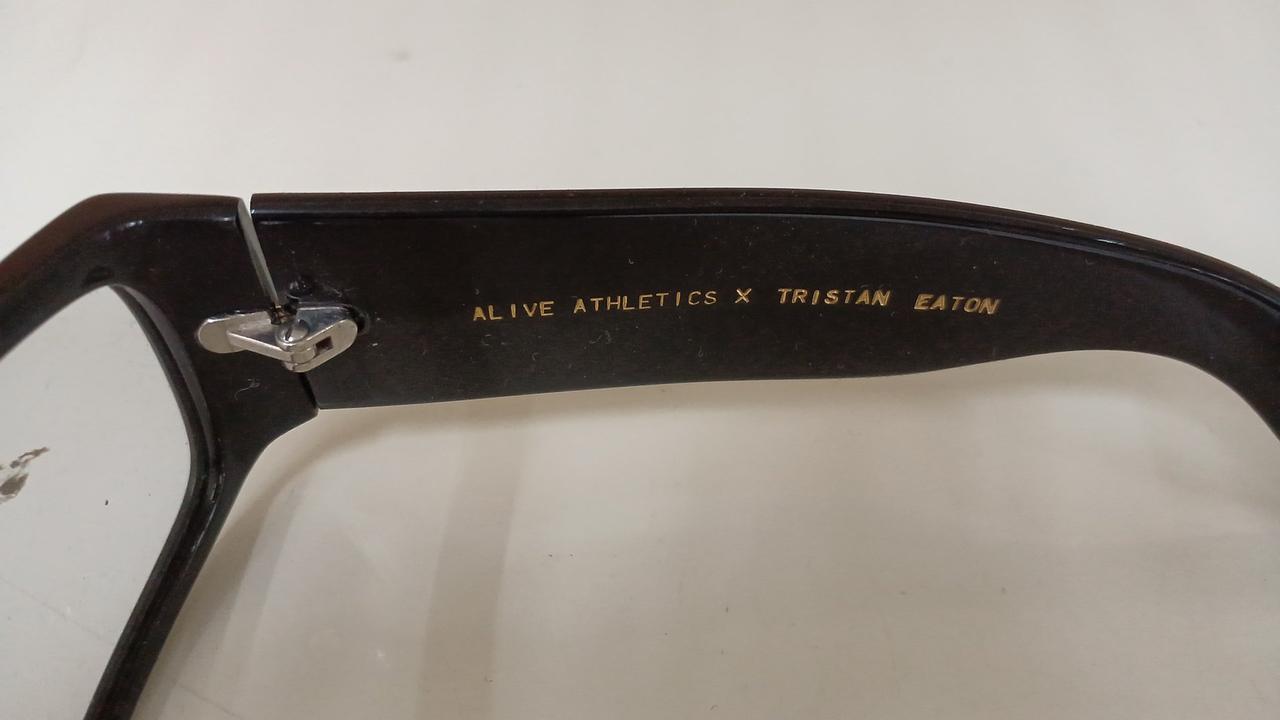 ALIVE ATHLETICS X TRISTAN EATON